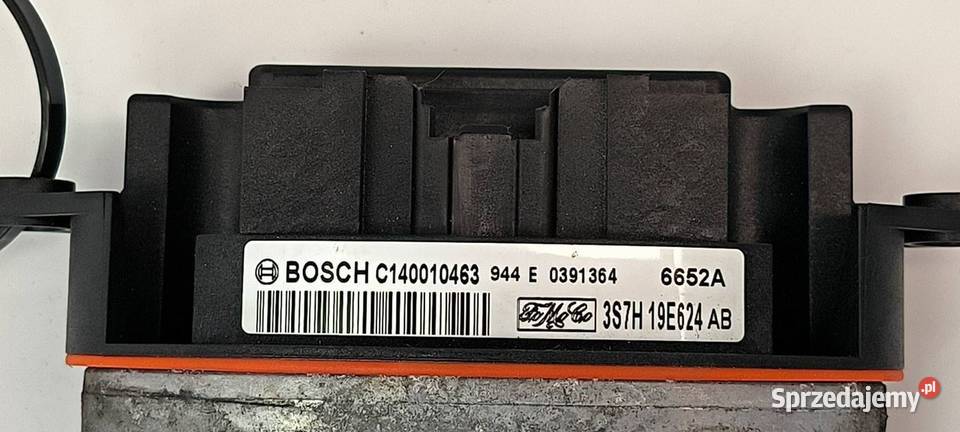 BOSCH C140010463 944 E 0391364 6652A
FoMoCo 3S7H 19E624 AB
Sprzedajemy.pl